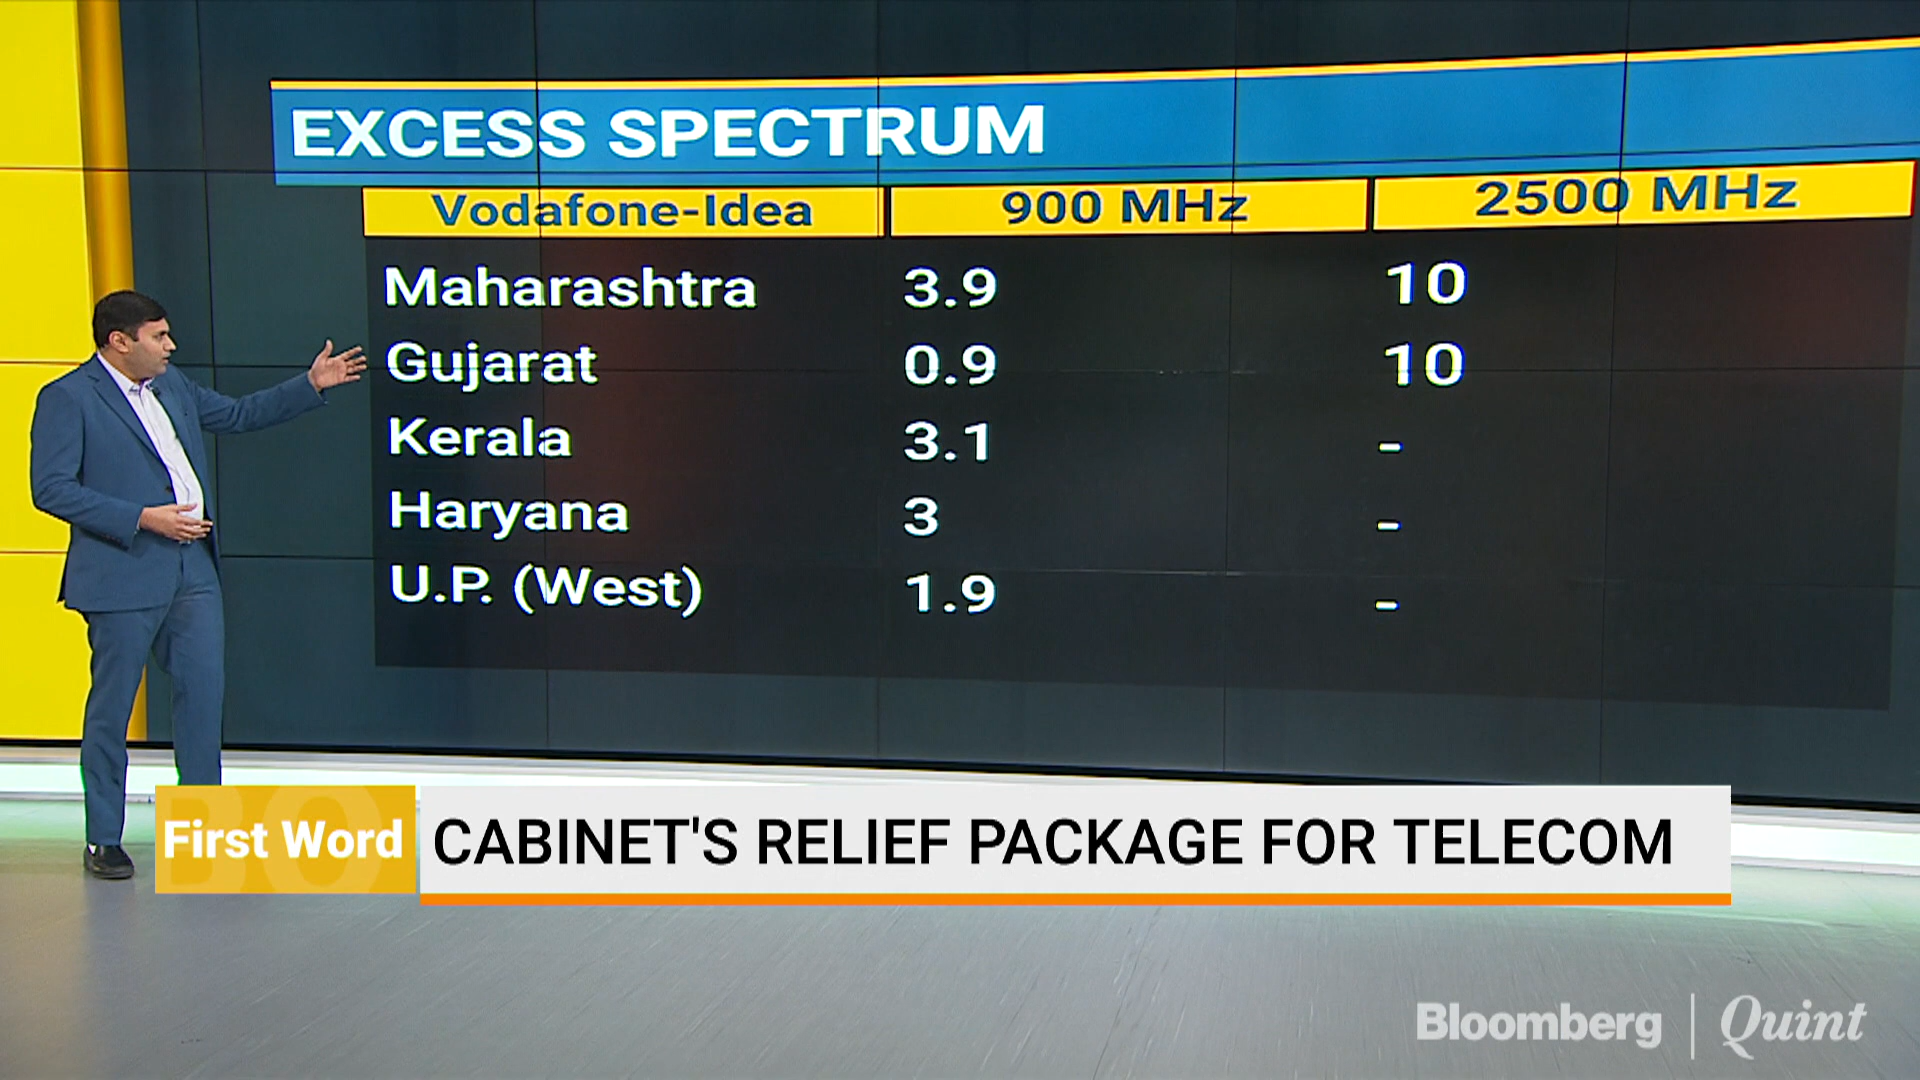 EXCESS SPECTRUM
Vodafone-Idea 900 MHz 2500 MHz
Maharashtra 3.9 10
Gujarat 0.9 10
Kerala 3.1 -
Haryana 3 -
U.P. (West) 1.9 -
First Word CABINET'S RELIEF PACKAGE FOR TELECOM
Bloomberg | Quint